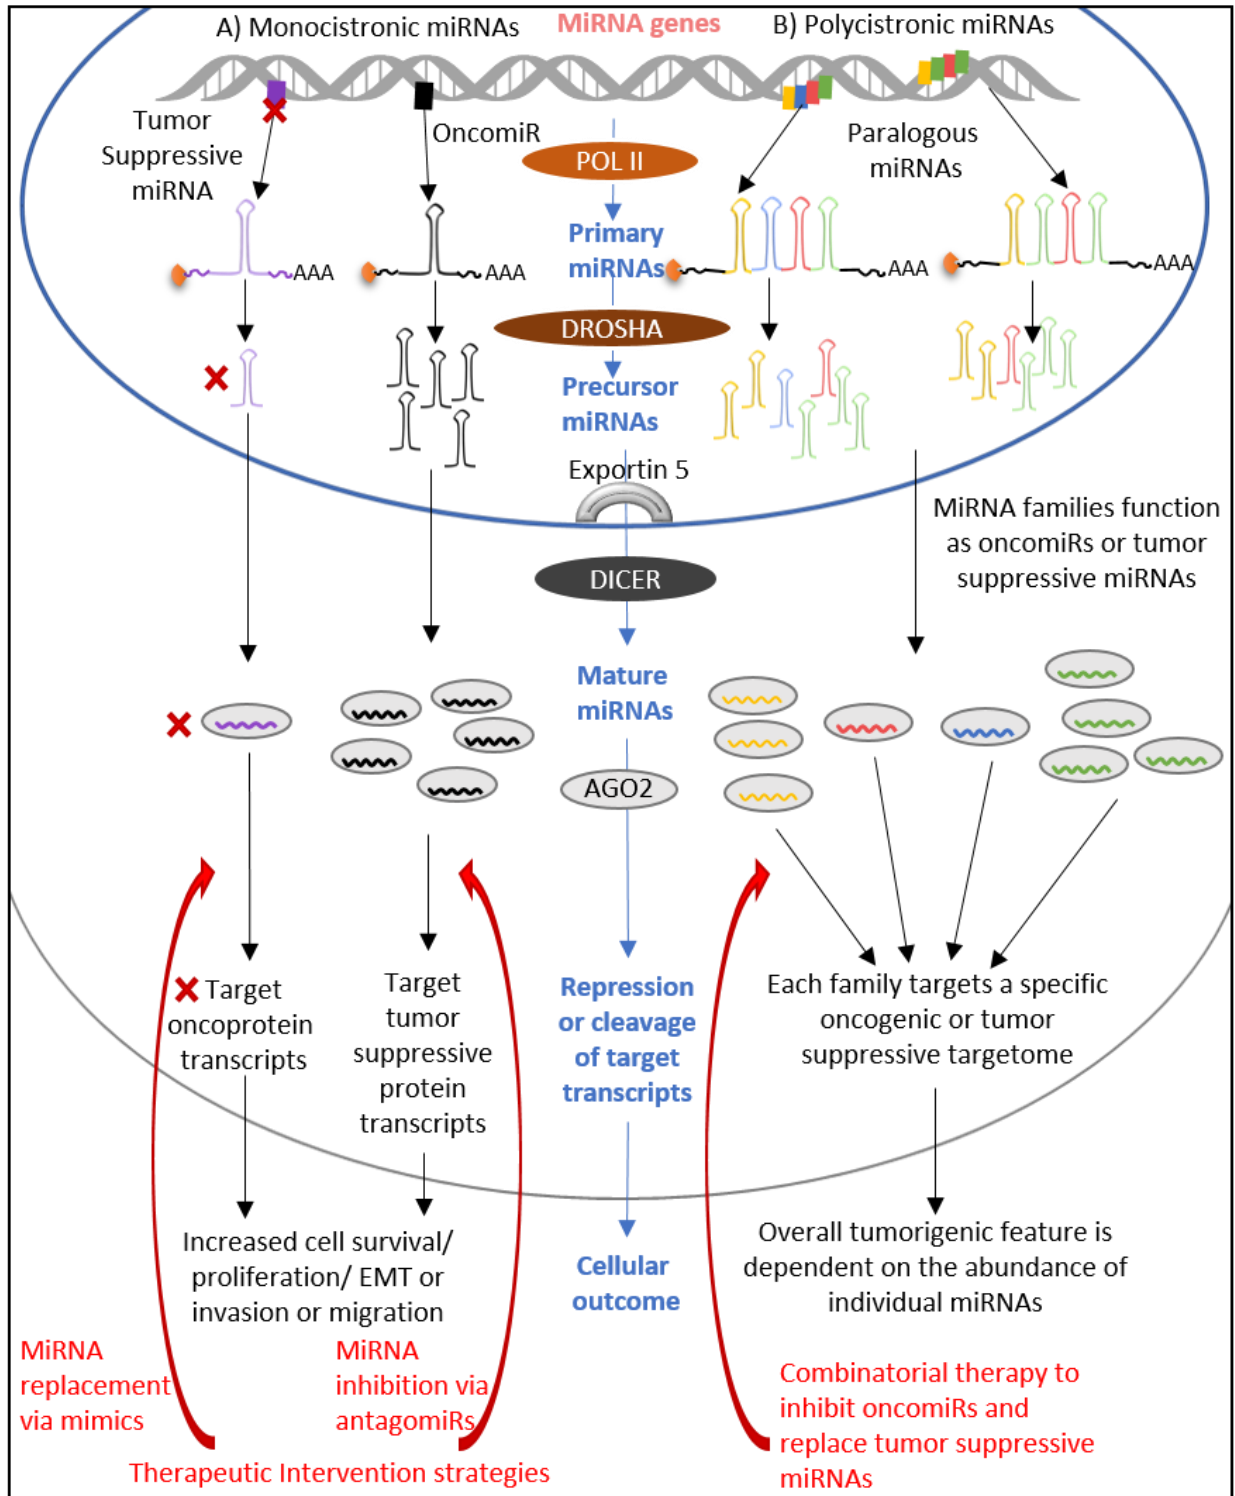 A) Monocistronic miRNAs
MiRNA genes
B) Polycistronic miRNAs
Tumor
Suppressive
miRNA
OncomiR
POL II
Paralogous
miRNAs
Primary
miRNAs
AAA
AAA
AAA
AAA
DROSHA
Precursor
miRNAs
Exportin 5
MiRNA families function
as oncomiRs or tumor
suppressive miRNAs
DICER
Mature
miRNAs
AGO2
Target
oncoprotein
transcripts
Target
tumor
suppressive
protein
transcripts
Repression
or cleavage
of target
transcripts
Each family targets a specific
oncogenic or tumor
suppressive targetome
Increased cell survival/
proliferation/ EMT or
invasion or migration
Cellular
outcome
Overall tumorigenic feature is
dependent on the abundance of
individual miRNAs
MiRNA
replacement
via mimics
MiRNA
inhibition via
antagomiRs
Combinatorial therapy to
inhibit oncomiRs and
replace tumor suppressive
miRNAs
Therapeutic Intervention strategies